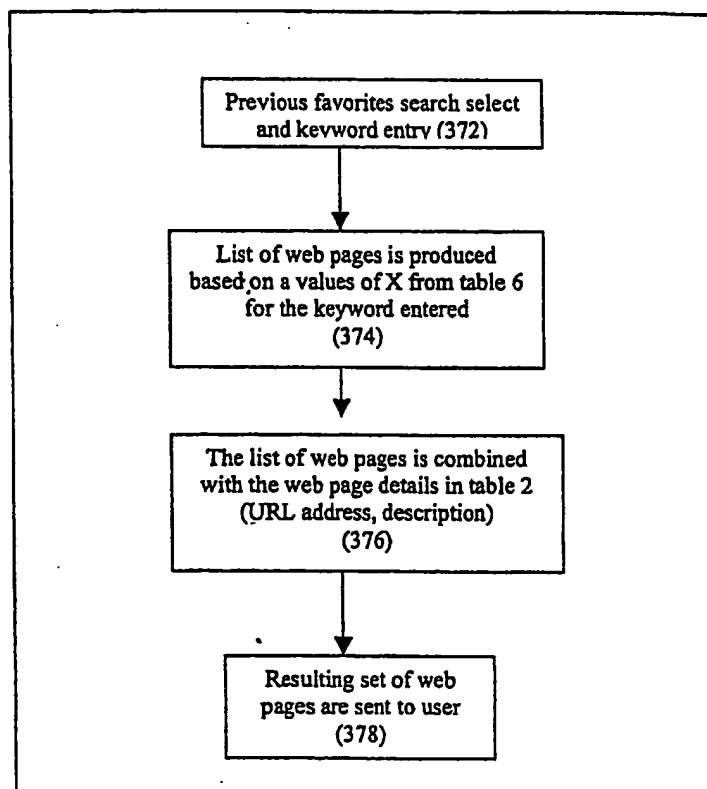 Previous favorites search select
and keyword entry (372)
List of web pages is produced
based on a values of X from table 6
for the keyword entered
(374)
The list of web pages is combined
with the web page details in table 2
(URL address, description)
(376)
Resulting set of web
pages are sent to user
(378)